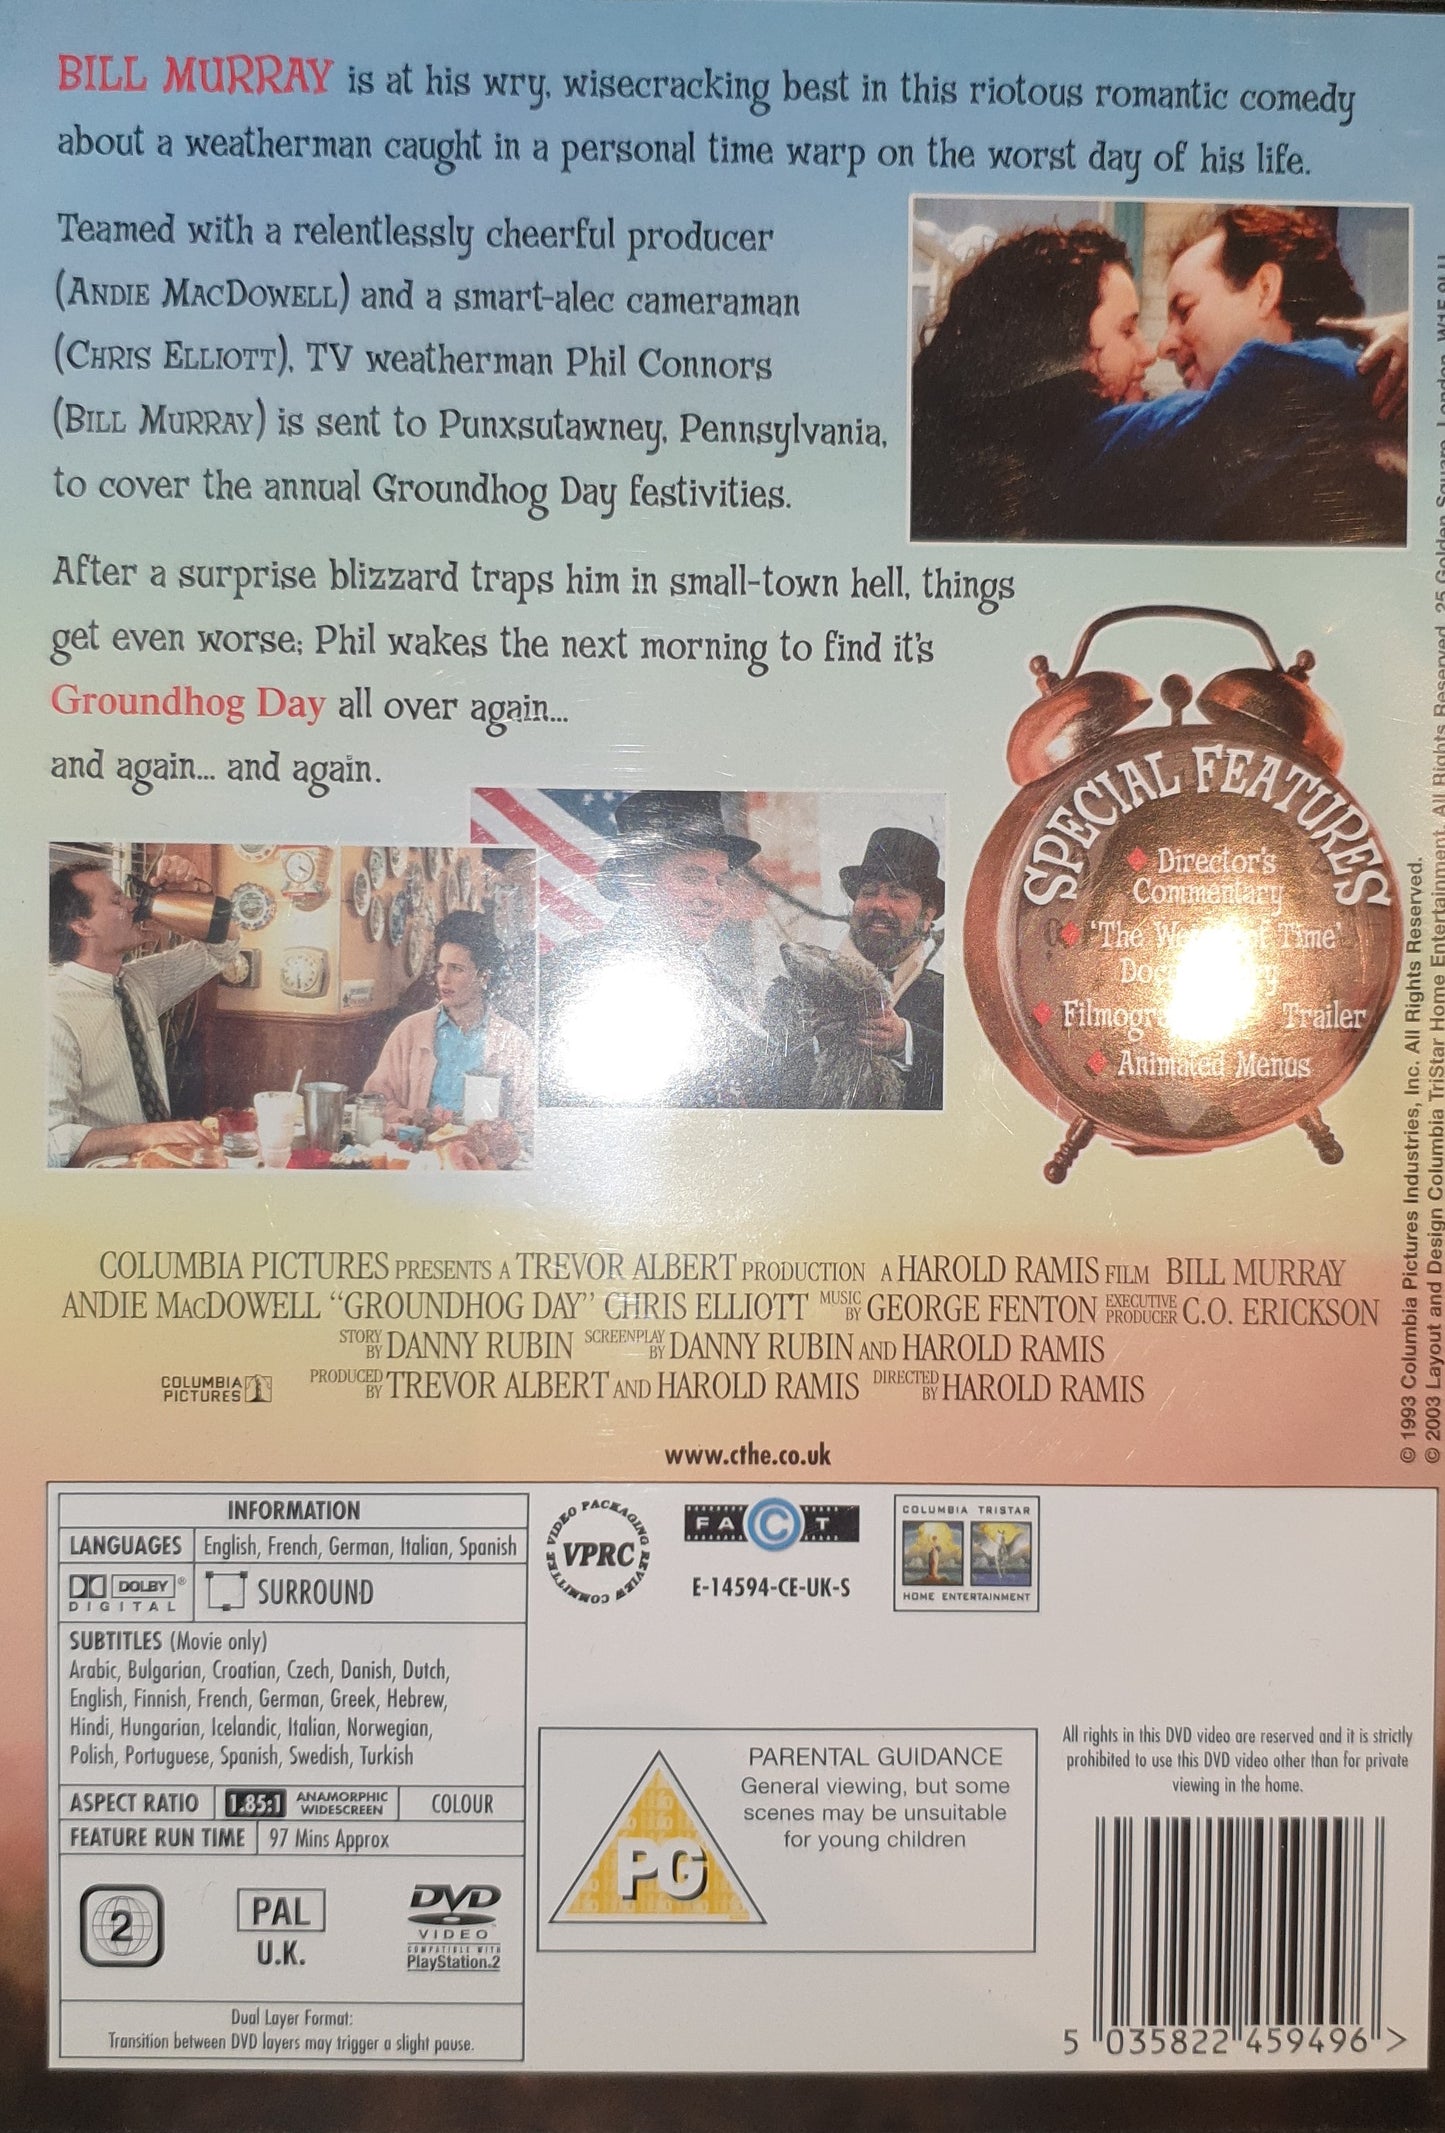 BILL MURRAY is at his wry, wisecracking best in this riotous romantic comedy
about a weatherman caught in a personal time warp on the worst day of his life.
Teamed with a relentlessly cheerful producer
(ANDIE MACDOWELL) and a smart-alec cameraman
(CHRIS ELLIOTT), TV weatherman Phil Connors
(BILL MURRAY) is sent to Punxsutawney, Pennsylvania,
to cover the annual Groundhog Day festivities.
After a surprise blizzard traps him in small-town hell, things
get even worse; Phil wakes the next morning to find it's
Groundhog Day all over again...
and again... and again.
SPECIAL FEATURES
Director's
Commentary
'The of Time'
Trailer
Animated Menus
COLUMBIA PICTURES PRESENTS A TREVOR ALBERT PRODUCTION A HAROLD RAMIS FILM BILL MURRAY
ANDIE MACDOWELL "GROUNDHOG DAY" CHRIS ELLIOTT MUSIC BY GEORGE FENTON EXECUTIVE PRODUCER C.O. ERICKSON
STORY BY DANNY RUBIN SCREENPLAY BY DANNY RUBIN AND HAROLD RAMIS
COLUMBIA PICTURES PRODUCED BY TREVOR ALBERT AND HAROLD RAMIS DIRECTED BY HAROLD RAMIS
www.cthe.co.uk
© 1993 Columbia Pictures Industries, Inc. All Rights Reserved.
© 2003 Layout and Design Columbia TriStar Home Entertainment. All Rights Reserved. 25 Golden Square, London,
INFORMATION
LANGUAGES English, French, German, Italian, Spanish
DOLBY ® DIGITAL SURROUND
SUBTITLES (Movie only)
Arabic, Bulgarian, Croatian, Czech, Danish, Dutch,
English, Finnish, French, German, Greek, Hebrew,
Hindi, Hungarian, Icelandic, Italian, Norwegian,
Polish, Portuguese, Spanish, Swedish, Turkish
ASPECT RATIO 1.85:1 ANAMORPHIC WIDESCREEN COLOUR
FEATURE RUN TIME 97 Mins Approx
2 PAL U.K.
DVD VIDEO
COMPATIBLE WITH
PlayStation.2
Dual Layer Format:
Transition between DVD layers may trigger a slight pause.
VIDEO PACKAGING REVIEW COMMITTEE
VPRC
FACT
E-14594-CE-UK-S
COLUMBIA TRISTAR
HOME ENTERTAINMENT
PG
PARENTAL GUIDANCE
General viewing, but some
scenes may be unsuitable
for young children
All rights in this DVD video are reserved and it is strictly
prohibited to use this DVD video other than for private
viewing in the home.
5 035822 459496 >